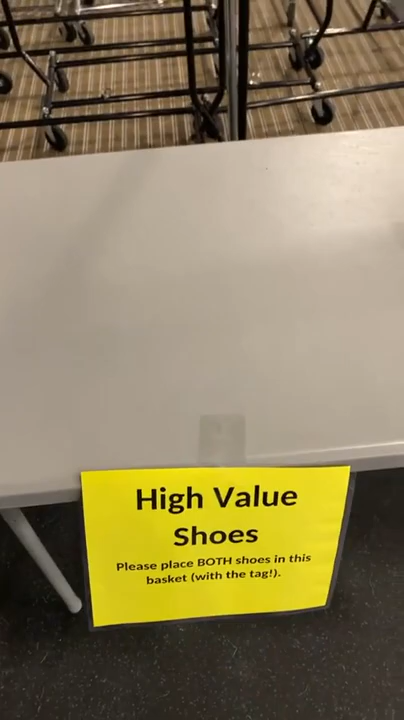 High Value
Shoes
Please place BOTH shoes in this
basket (with the tag!).